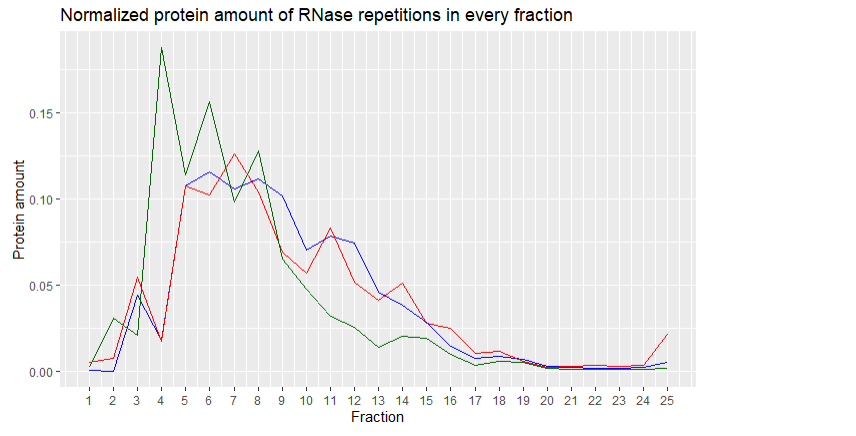 Normalized protein amount of RNase repetitions in every fraction
Protein amount
0.15
0.10
0.05
0.00
1 2 3 4 5 6 7 8 9 10 11 12 13 14 15 16 17 18 19 20 21 22 23 24 25
Fraction